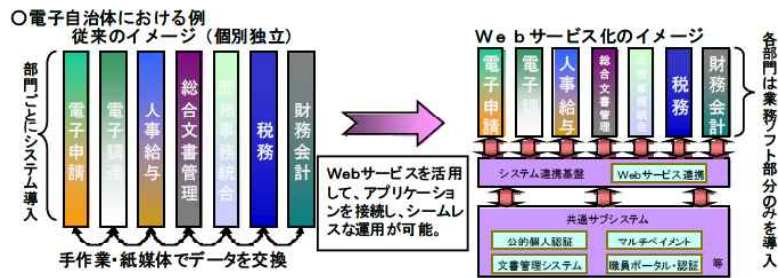 〇電子自治体における例
従来のイメージ(個別独立)
部門ごとにシステム導入
電子申請
電子調達
人事給与
総合文書管理
庶務事務統合
税務
財務会計
手作業・紙媒体でデータを交換
Webサービスを活用
して、アプリケーション
を接続し、シームレス
な運用が可能。
Webサービス化のイメージ
電子申請
電子調達
人事給与
総合文書管理
税務
財務会計
各部門は業務ソフト部分のみを導入
システム連携基盤
Webサービス連携
共通サブシステム
公的個人認証
マルチペイメント
文書管理システム
職員ポータル・認証
等